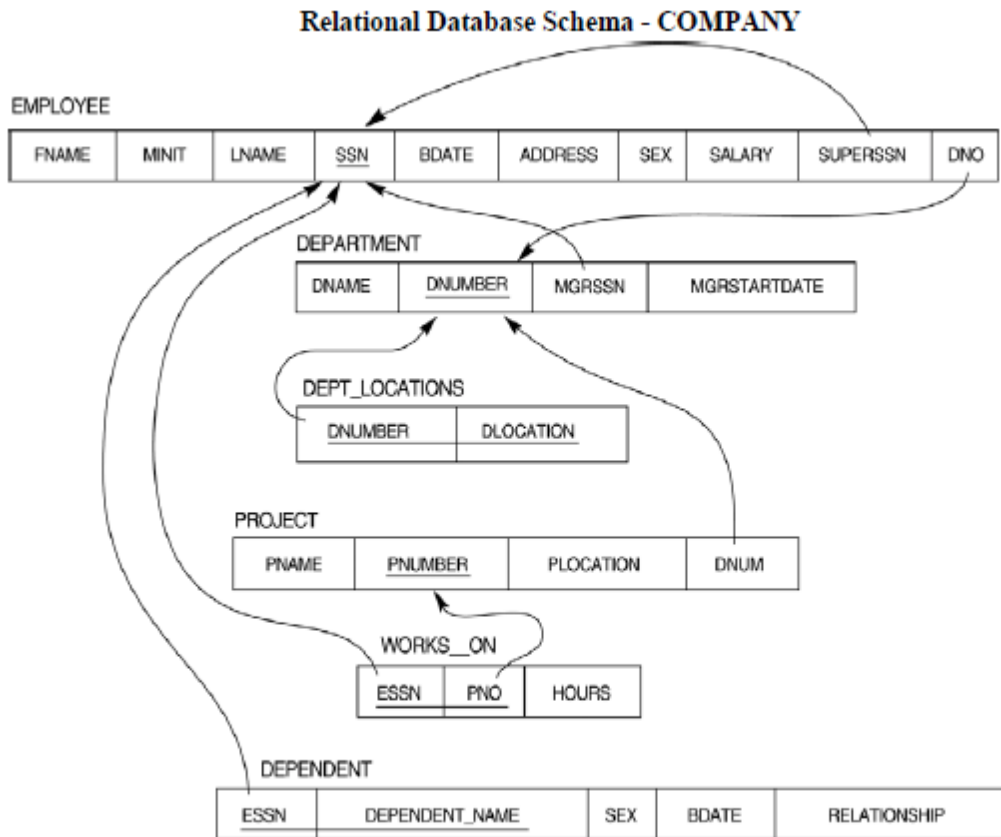 Relational Database Schema - COMPANY
EMPLOYEE
FNAME MINIT LNAME SSN BDATE ADDRESS SEX SALARY SUPERSSN DNO
DEPARTMENT
DNAME DNUMBER MGRSSN MGRSTARTDATE
DEPT_LOCATIONS
DNUMBER DLOCATION
PROJECT
PNAME PNUMBER PLOCATION DNUM
WORKS__ON
ESSN PNO HOURS
DEPENDENT
ESSN DEPENDENT_NAME SEX BDATE RELATIONSHIP